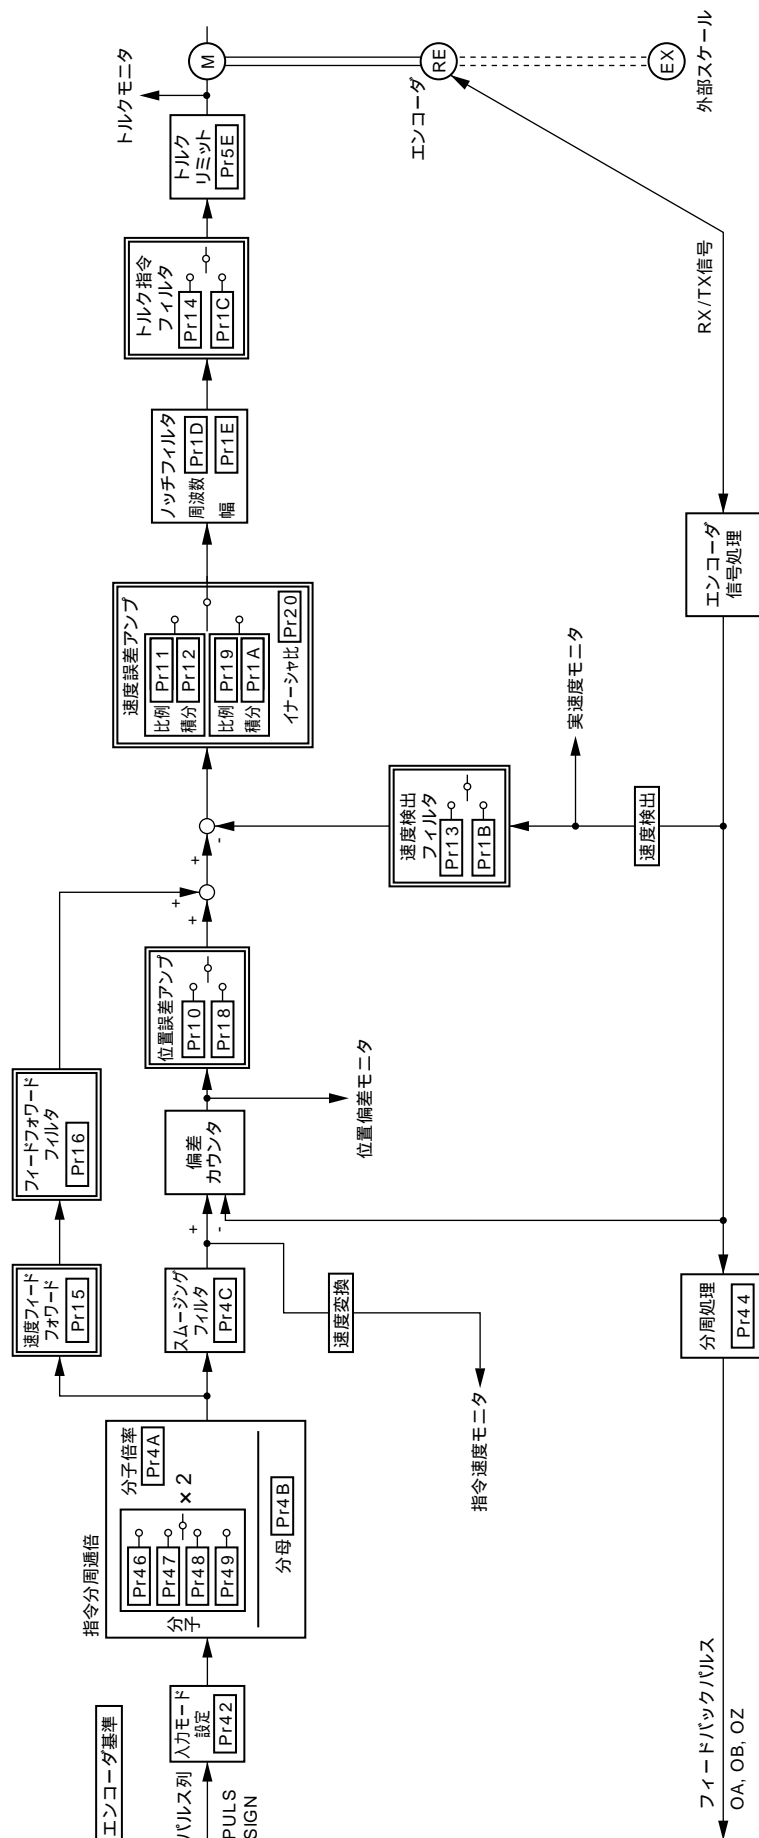 エンコーダ基準
パルス列
PULS
SIGN
入力モード
設定
Pr42
指令分周逓倍
分子
Pr46
Pr47
Pr48
Pr49
×2
分子倍率
Pr4A
分母
Pr4B
速度フィード
フォワード
Pr15
フィードフォワード
フィルタ
Pr16
スムージング
フィルタ
Pr4C
速度変換
指令速度モニタ
+
-
偏差
カウンタ
位置偏差モニタ
位置誤差アンプ
Pr10
Pr18
+
+
+
-
速度誤差アンプ
比例 Pr11
積分 Pr12
比例 Pr19
積分 Pr1A
イナーシャ比 Pr20
ノッチフィルタ
周波数 Pr1D
幅 Pr1E
トルク指令
フィルタ
Pr14
Pr1C
トルク
リミット
Pr5E
トルクモニタ
M
RE
エンコーダ
EX
外部スケール
RX/TX信号
エンコーダ
信号処理
速度検出
実速度モニタ
速度検出
フィルタ
Pr13
Pr1B
分周処理
Pr44
フィードバックパルス
OA, OB, OZ